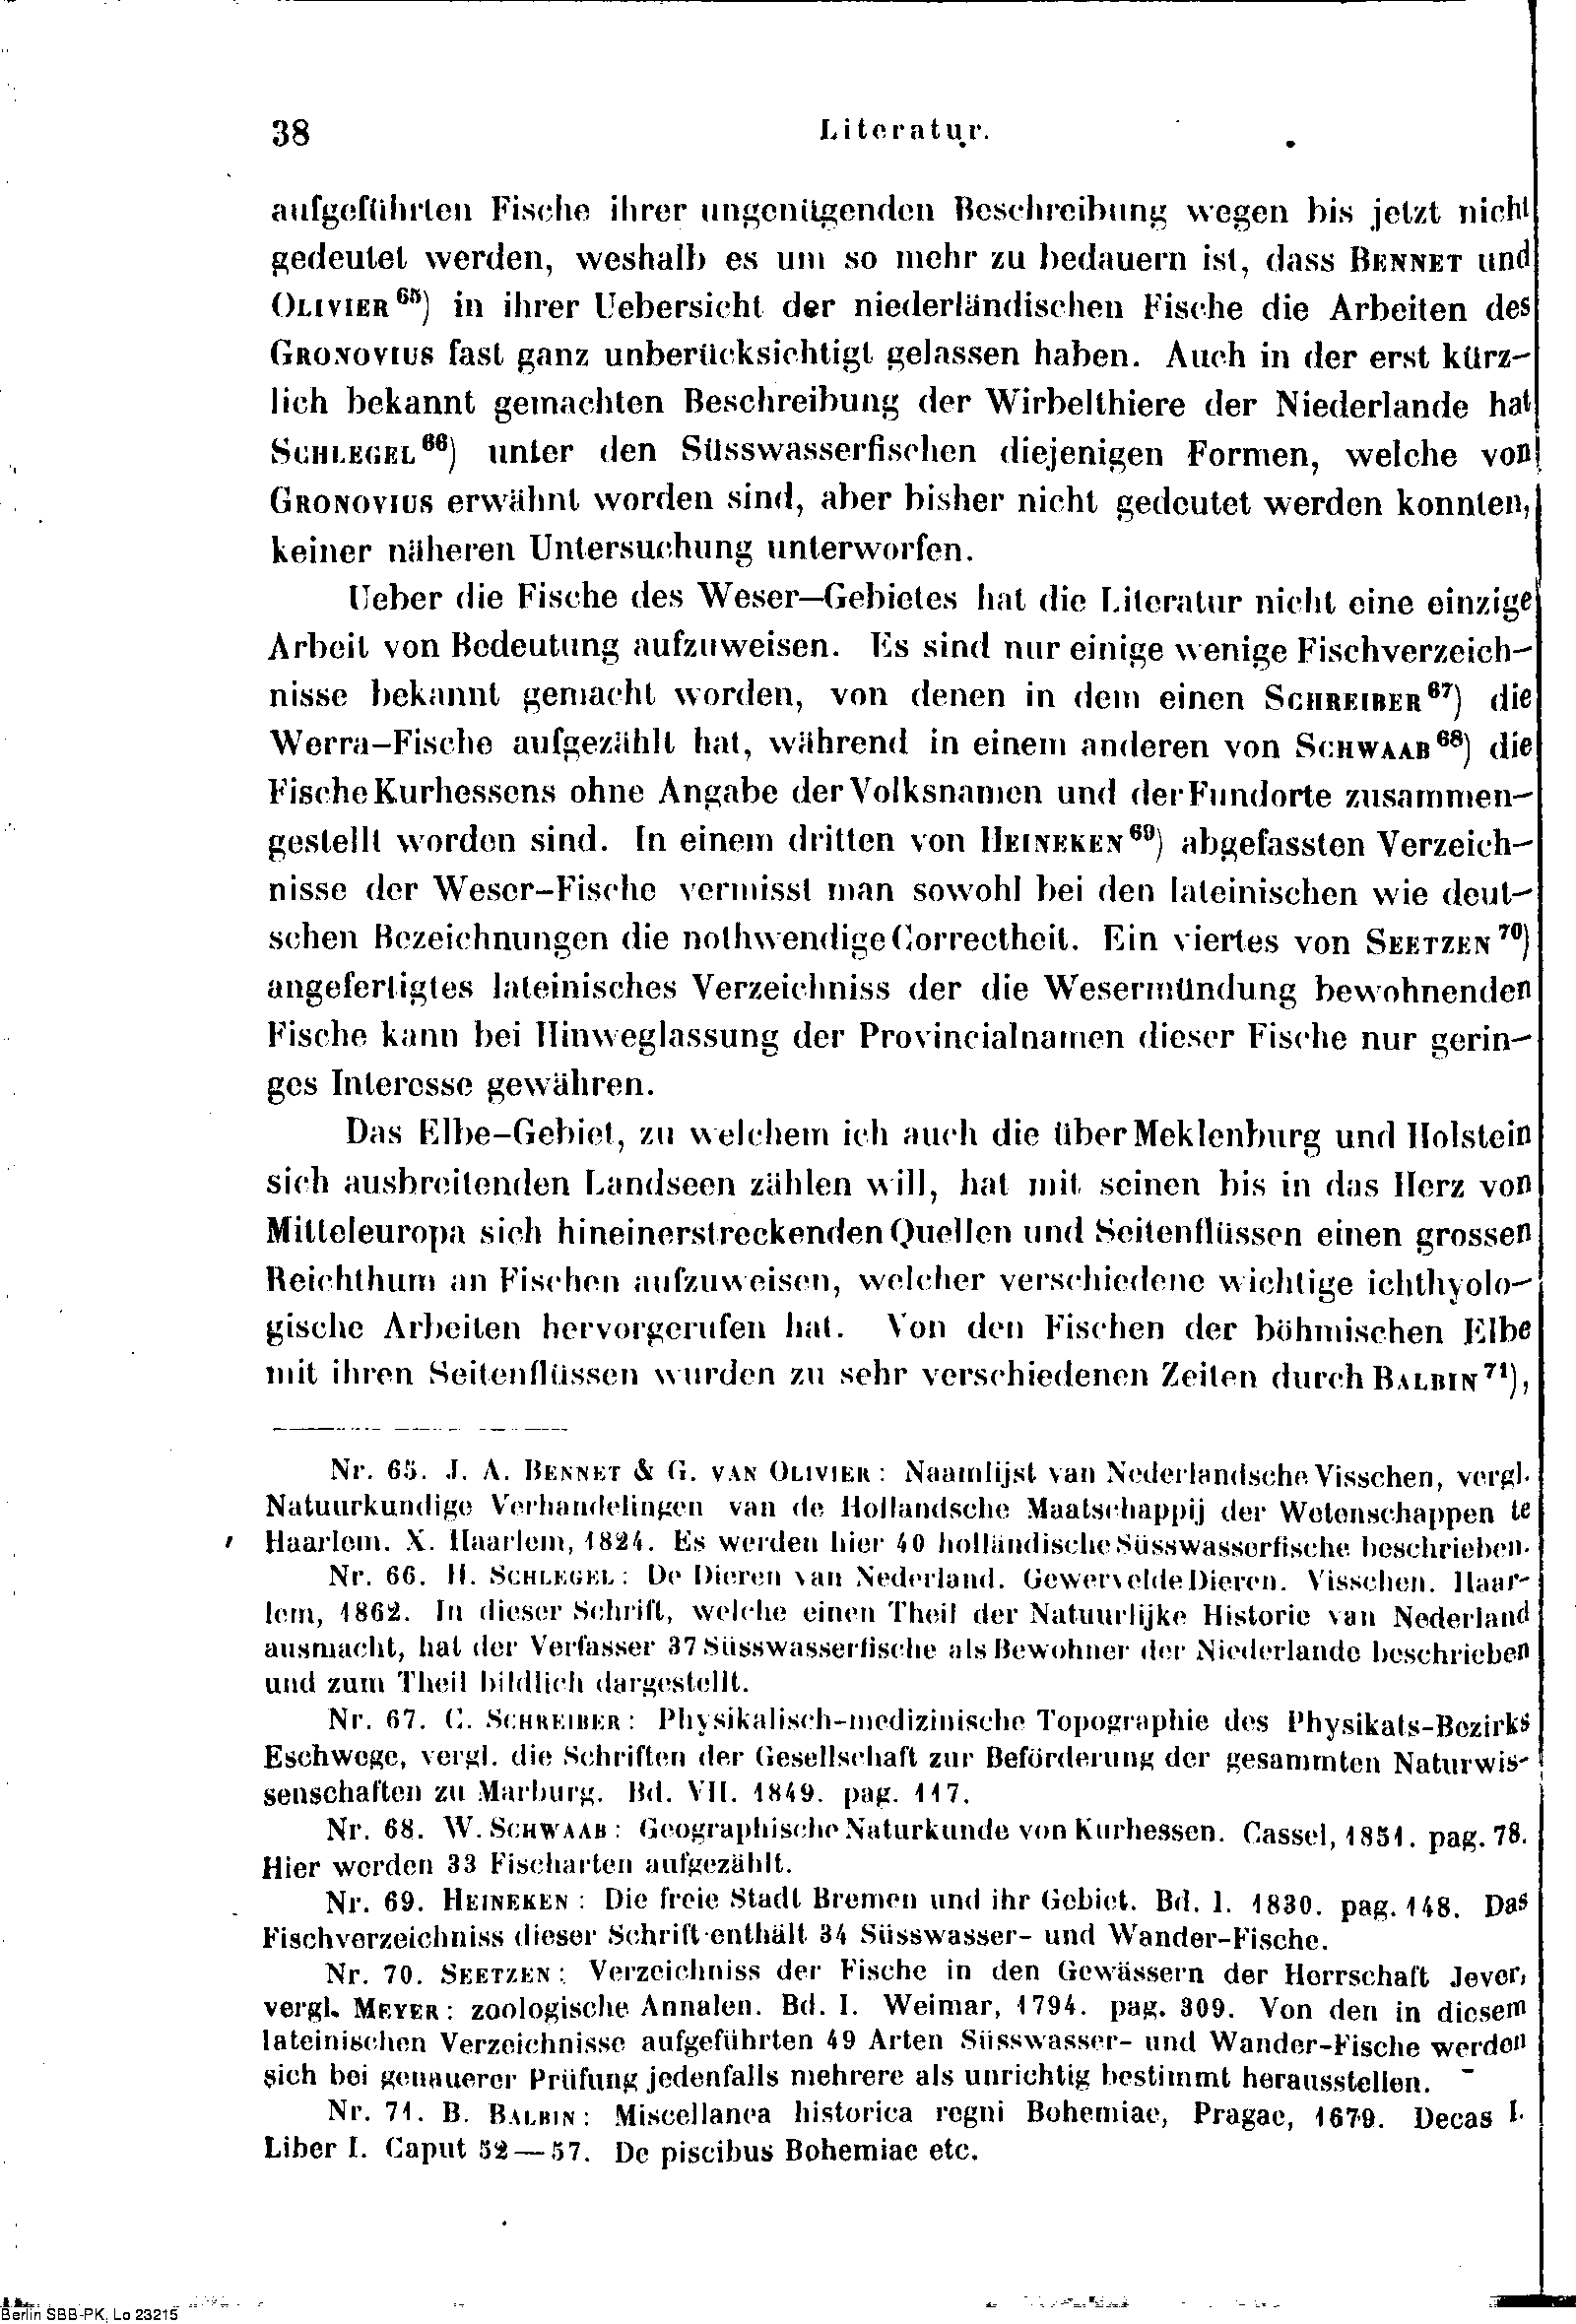 38
Literatur.
aufgeführten Fische ihrer ungenügenden Beschreibung wegen bis jetzt nicht
gedeutet werden, weshalb es um so mehr zu bedauern ist, dass BENNET und
OLIVIER 65) in ihrer Uebersicht der niederländischen Fische die Arbeiten des
GRONOVIUS fast ganz unberücksichtigt gelassen haben. Auch in der erst kürz-
lich bekannt gemachten Beschreibung der Wirbelthiere der Niederlande hat
SCHLEGEL 66) unter den Süsswasserfischen diejenigen Formen, welche von
GRONOVIUS erwähnt worden sind, aber bisher nicht gedeutet werden konnten,
keiner näheren Untersuchung unterworfen.
Ueber die Fische des Weser-Gebietes hat die Literatur nicht eine einzige
Arbeit von Bedeutung aufzuweisen. Es sind nur einige wenige Fischverzeich-
nisse bekannt gemacht worden, von denen in dem einen SCHREIBER 67) die
Werra-Fische aufgezählt hat, während in einem anderen von SCHWAAB 68) die
Fische Kurhessens ohne Angabe der Volksnamen und der Fundorte zusammen-
gestellt worden sind. In einem dritten von HEINEKEN 69) abgefassten Verzeich-
nisse der Weser-Fische vermisst man sowohl bei den lateinischen wie deut-
schen Bezeichnungen die nothwendige Correctheit. Ein viertes von SEETZEN 70)
angefertigtes lateinisches Verzeichniss der die Wesermündung bewohnenden
Fische kann bei Hinweglassung der Provincialnamen dieser Fische nur gerin-
ges Interesse gewähren.
Das Elbe-Gebiet, zu welchem ich auch die über Meklenburg und Holstein
sich ausbreitenden Landseen zählen will, hat mit seinen bis in das Herz von
Mitteleuropa sich hineinerstreckenden Quellen und Seitenflüssen einen grossen
Reichthum an Fischen aufzuweisen, welcher verschiedene wichtige ichthyolo-
gische Arbeiten hervorgerufen hat. Von den Fischen der böhmischen Elbe
mit ihren Seitenflüssen wurden zu sehr verschiedenen Zeiten durch BALBIN 71),
Nr. 65. J. A. BENNET & G. VAN OLIVIER: Naamlijst van Nederlandsche Visschen, vergl.
Natuurkundige Verhandelingen van de Hollandsche Maatschappij der Wetenschappen te
Haarlem. X. Haarlem, 1824. Es werden hier 40 holländische Süsswasserfische beschrieben.
Nr. 66. H. SCHLEGEL: De Dieren van Nederland. Gewervelde Dieren. Visschen. Haar-
lem, 1862. In dieser Schrift, welche einen Theil der Natuurlijke Historie van Nederland
ausmacht, hat der Verfasser 37 Süsswasserfische als Bewohner der Niederlande beschrieben
und zum Theil bildlich dargestellt.
Nr. 67. C. SCHREIBER: Physikalisch-medizinische Topographie des Physikats-Bezirks
Eschwege, vergl. die Schriften der Gesellschaft zur Beförderung der gesammten Naturwis-
senschaften zu Marburg. Bd. VII. 1849. pag. 117.
Nr. 68. W. SCHWAAB: Geographische Naturkunde von Kurhessen. Cassel, 1851. pag. 78.
Hier werden 33 Fischarten aufgezählt.
Nr. 69. HEINEKEN: Die freie Stadt Bremen und ihr Gebiet. Bd. I. 1830. pag. 148. Das
Fischverzeichniss dieser Schrift enthält 34 Süsswasser- und Wander-Fische.
Nr. 70. SEETZEN: Verzeichniss der Fische in den Gewässern der Herrschaft Jever,
vergl. MEYER: zoologische Annalen. Bd. I. Weimar, 1794. pag. 309. Von den in diesem
lateinischen Verzeichnisse aufgeführten 49 Arten Süsswasser- und Wander-Fische werden
sich bei genauerer Prüfung jedenfalls mehrere als unrichtig bestimmt herausstellen.
Nr. 71. B. BALBIN: Miscellanea historica regni Bohemiae, Pragae, 1679. Decas I.
Liber I. Caput 52—57. De piscibus Bohemiae etc.
Berlin SBB-PK, Lo 23215